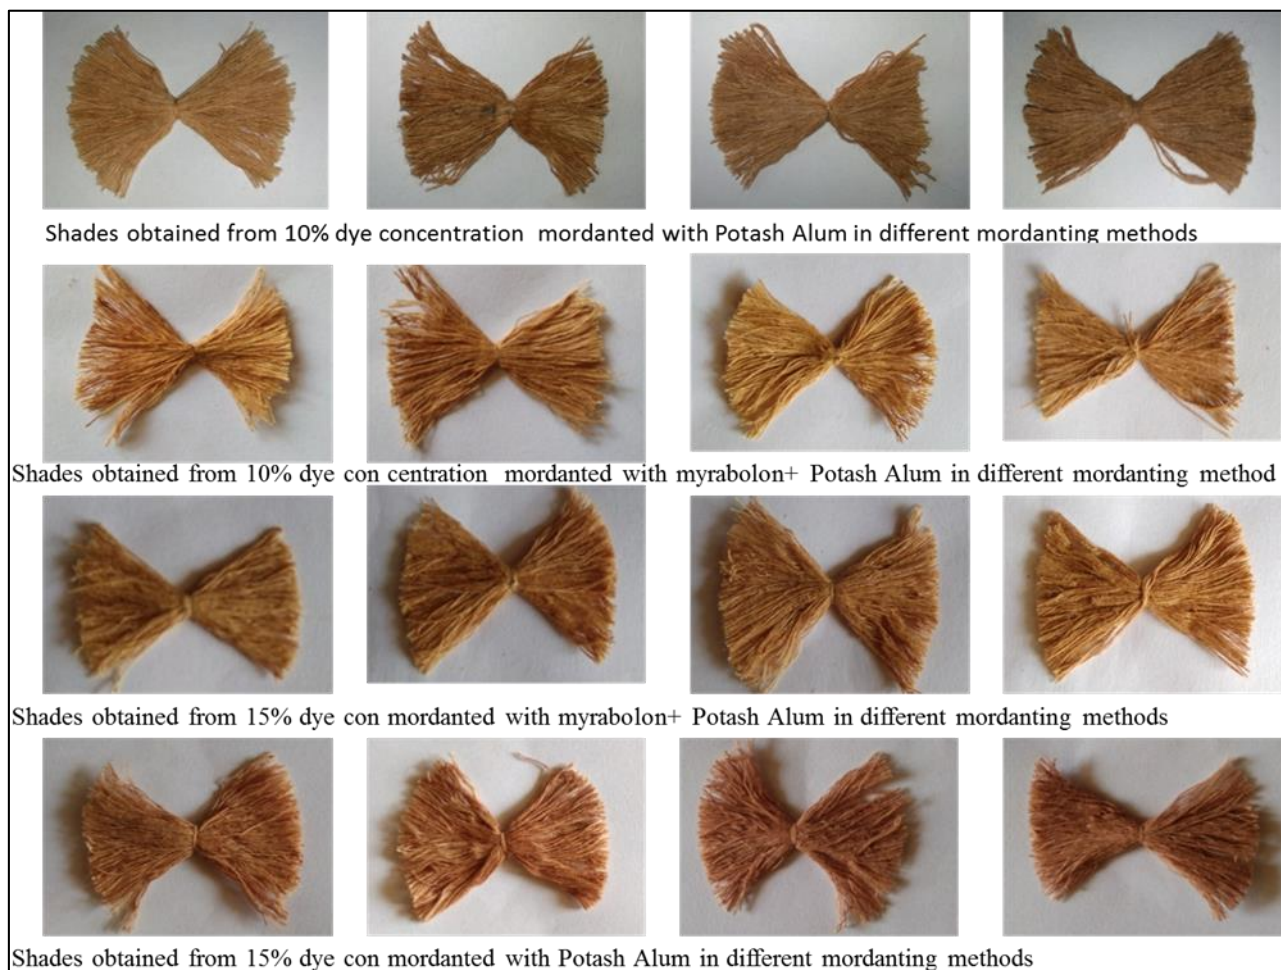 Shades obtained from 10% dye concentration mordanted with Potash Alum in different mordanting methods
Shades obtained from 10% dye con centration mordanted with myrabolon+ Potash Alum in different mordanting method
Shades obtained from 15% dye con mordanted with myrabolon+ Potash Alum in different mordanting methods
Shades obtained from 15% dye con mordanted with Potash Alum in different mordanting methods